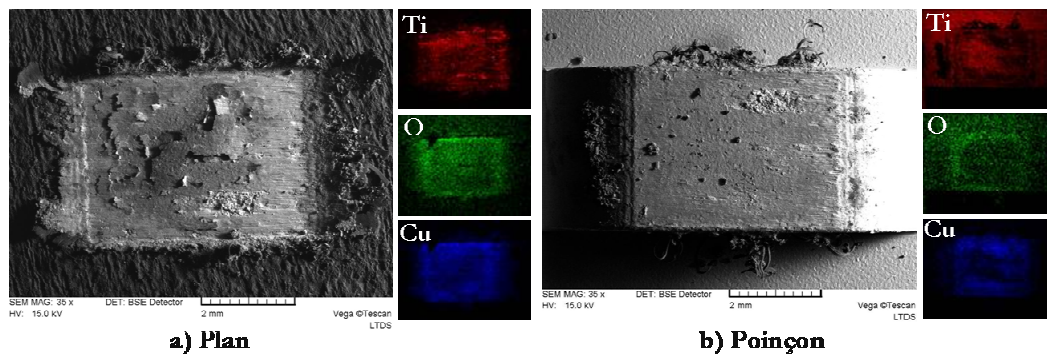 Ti
O
Cu
SEM MAG: 35 x DET: BSE Detector
HV: 15.0 kV 2 mm Vega ©Tescan
LTDS
a) Plan
Ti
O
Cu
SEM MAG: 35 x DET: BSE Detector
HV: 15.0 kV 2 mm Vega ©Tescan
LTDS
b) Poinçon